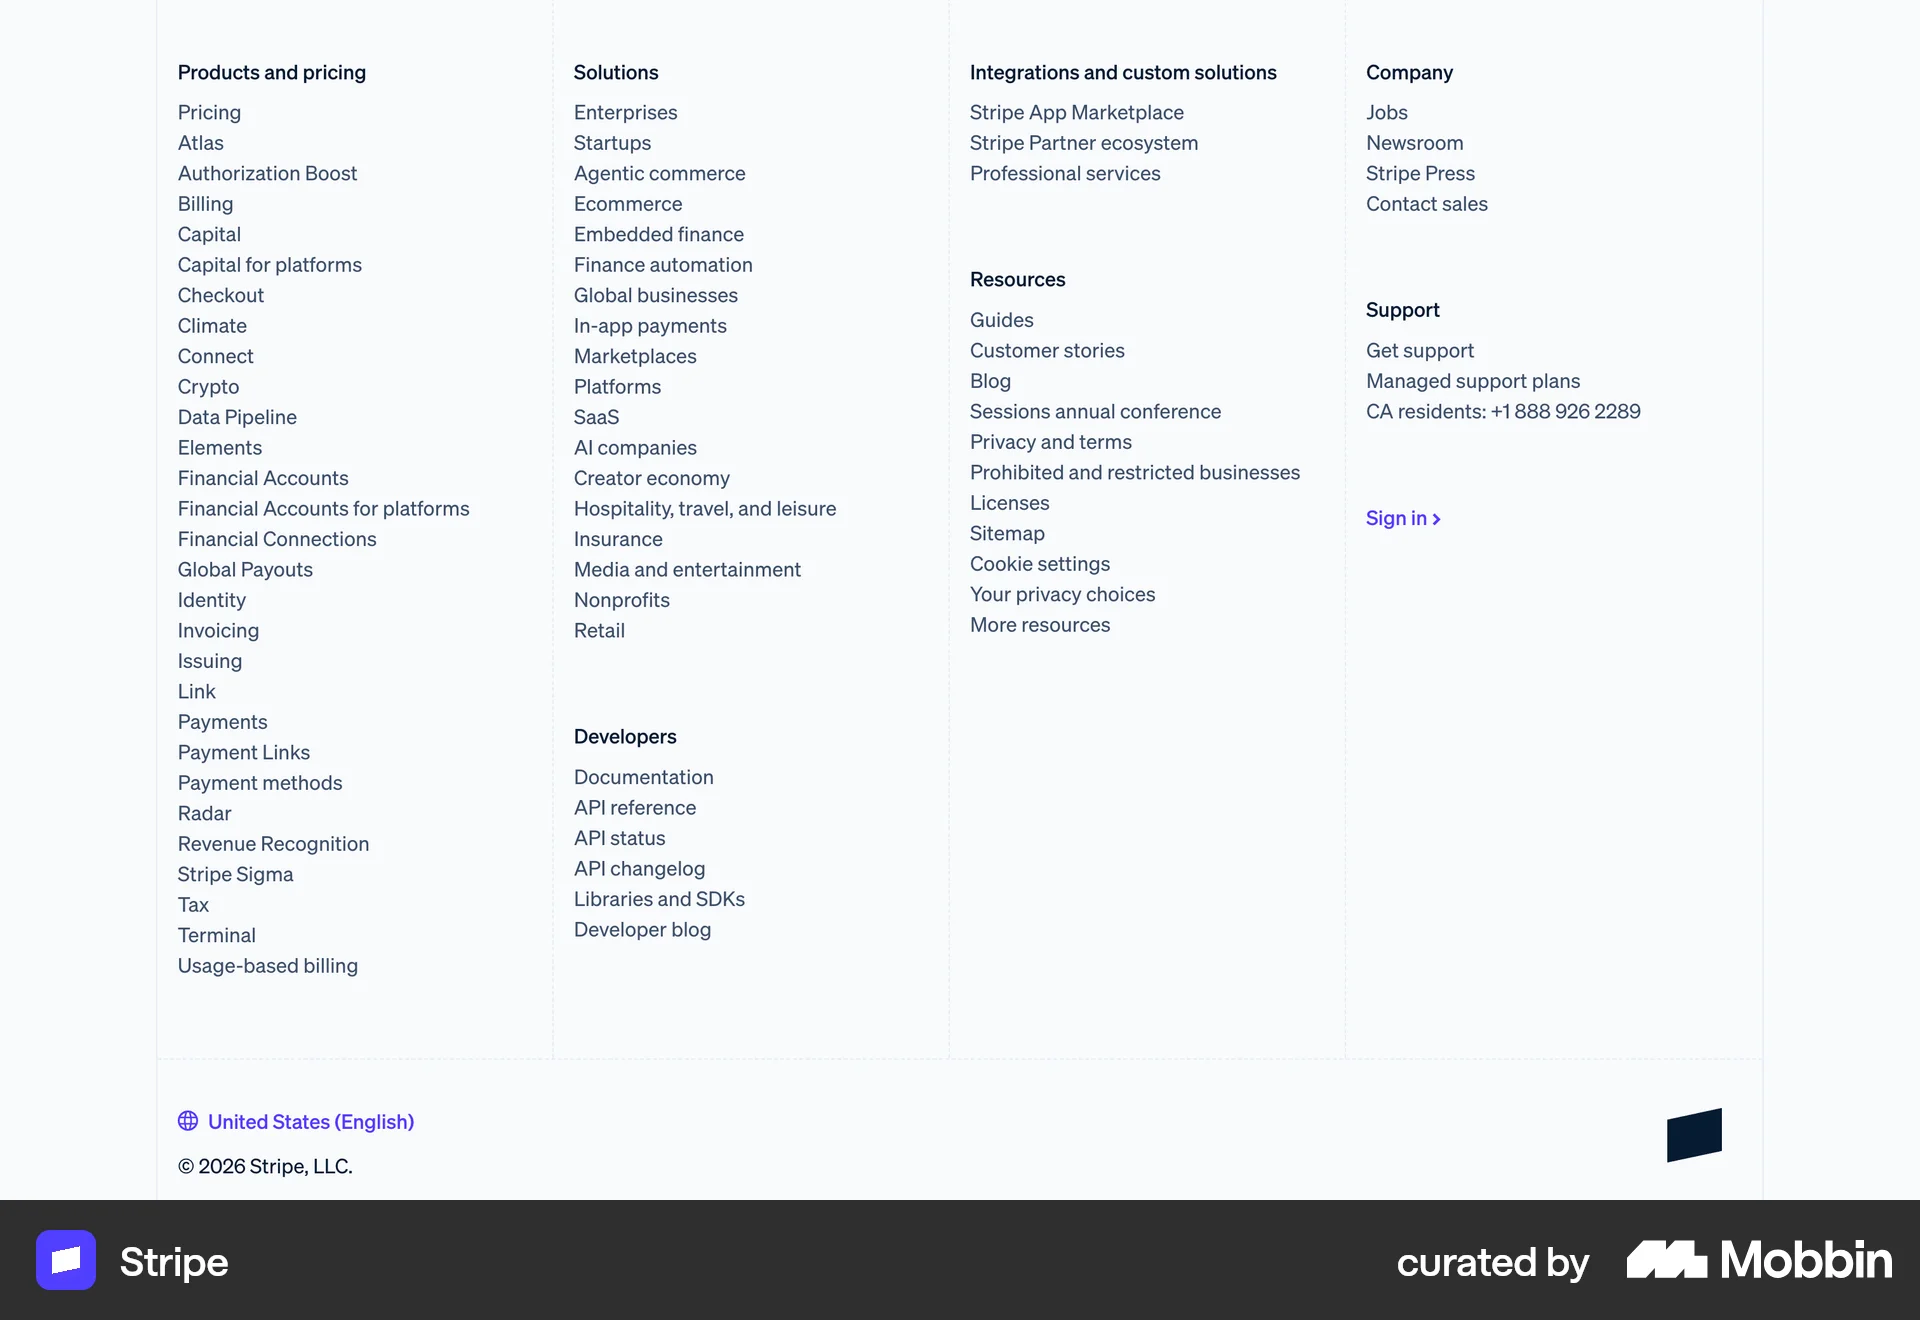 Products and pricing
Pricing
Atlas
Authorization Boost
Billing
Capital
Capital for platforms
Checkout
Climate
Connect
Crypto
Data Pipeline
Elements
Financial Accounts
Financial Accounts for platforms
Financial Connections
Global Payouts
Identity
Invoicing
Issuing
Link
Payments
Payment Links
Payment methods
Radar
Revenue Recognition
Stripe Sigma
Tax
Terminal
Usage-based billing
Solutions
Enterprises
Startups
Agentic commerce
Ecommerce
Embedded finance
Finance automation
Global businesses
In-app payments
Marketplaces
Platforms
SaaS
AI companies
Creator economy
Hospitality, travel, and leisure
Insurance
Media and entertainment
Nonprofits
Retail
Developers
Documentation
API reference
API status
API changelog
Libraries and SDKs
Developer blog
Integrations and custom solutions
Stripe App Marketplace
Stripe Partner ecosystem
Professional services
Resources
Guides
Customer stories
Blog
Sessions annual conference
Privacy and terms
Prohibited and restricted businesses
Licenses
Sitemap
Cookie settings
Your privacy choices
More resources
Company
Jobs
Newsroom
Stripe Press
Contact sales
Support
Get support
Managed support plans
CA residents: +1 888 926 2289
Sign in
United States (English)
© 2026 Stripe, LLC.
Stripe
curated by Mobbin